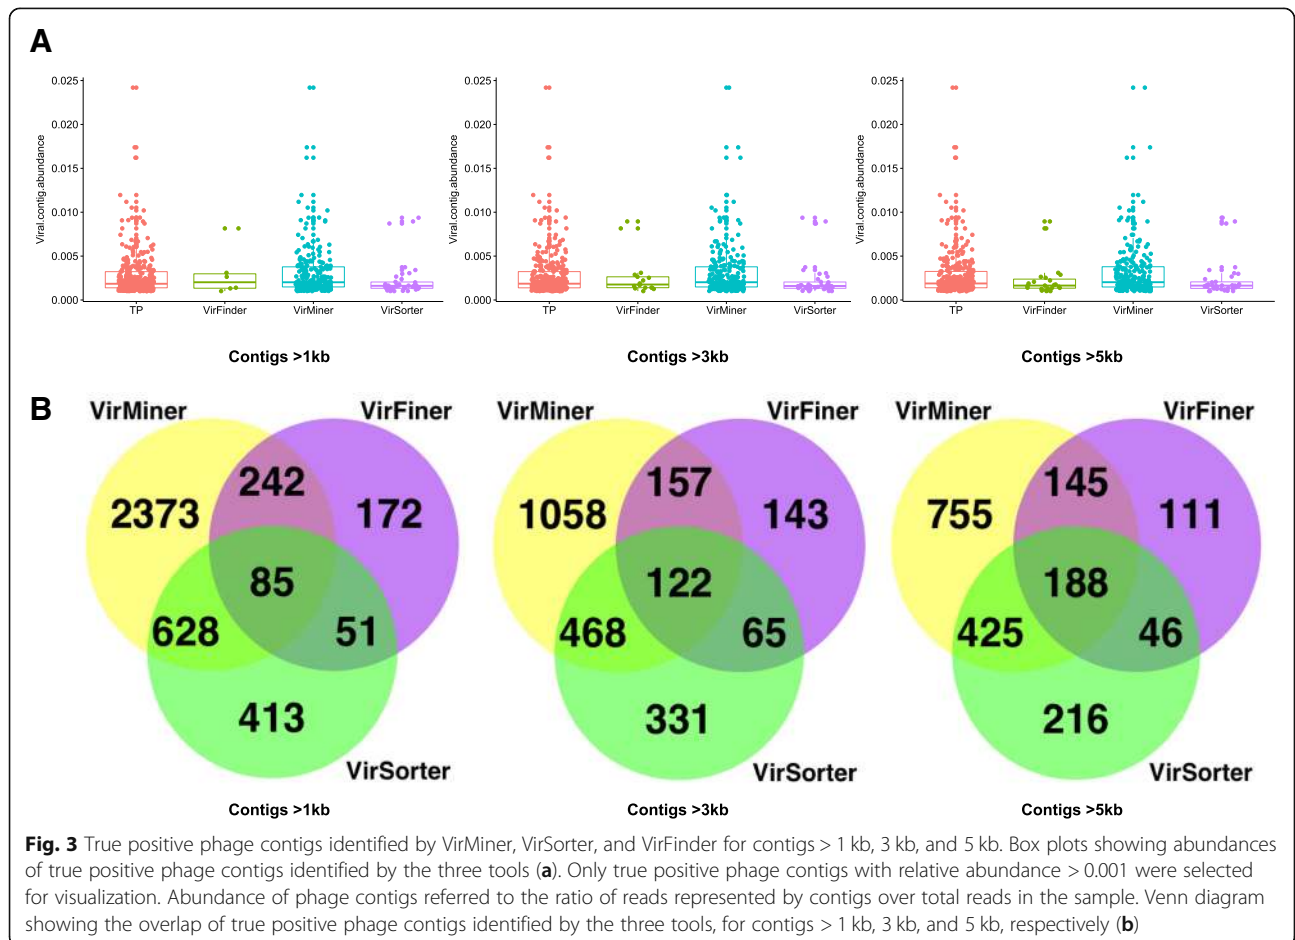 A
Viral.contig.abundance
0.025
0.020
0.015
0.010
0.005
0.000
TP VirFinder VirMiner VirSorter
Contigs >1kb
Viral.contig.abundance
0.025
0.020
0.015
0.010
0.005
0.000
TP VirFinder VirMiner VirSorter
Contigs >3kb
Viral.contig.abundance
0.025
0.020
0.015
0.010
0.005
0.000
TP VirFinder VirMiner VirSorter
Contigs >5kb
B
VirMiner VirFiner
242
2373 172
85
628 51
413
VirSorter
Contigs >1kb
VirMiner VirFiner
157
1058 143
122
468 65
331
VirSorter
Contigs >3kb
VirMiner VirFiner
145
755 111
188
425 46
216
VirSorter
Contigs >5kb
Fig. 3 True positive phage contigs identified by VirMiner, VirSorter, and VirFinder for contigs > 1 kb, 3 kb, and 5 kb. Box plots showing abundances
of true positive phage contigs identified by the three tools (a). Only true positive phage contigs with relative abundance > 0.001 were selected
for visualization. Abundance of phage contigs referred to the ratio of reads represented by contigs over total reads in the sample. Venn diagram
showing the overlap of true positive phage contigs identified by the three tools, for contigs > 1 kb, 3 kb, and 5 kb, respectively (b)